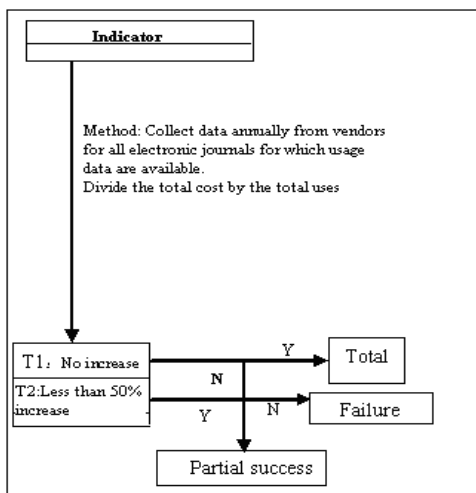 Indicator
Method: Collect data annually from vendors
for all electronic journals for which usage
data are available.
Divide the total cost by the total uses
T1: No increase
Y
Total
N
T2:Less than 50%
increase
Y
N
Failure
Partial success